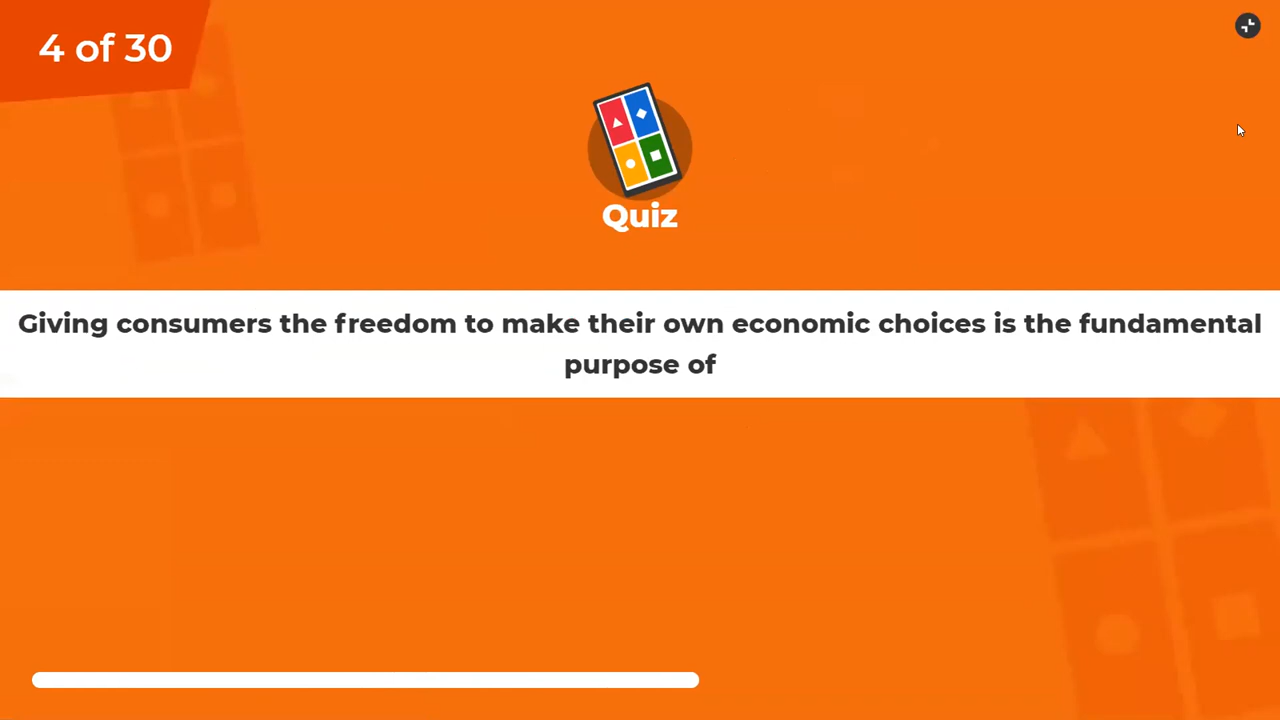 4 of 30
Quiz
Giving consumers the freedom to make their own economic choices is the fundamental
purpose of